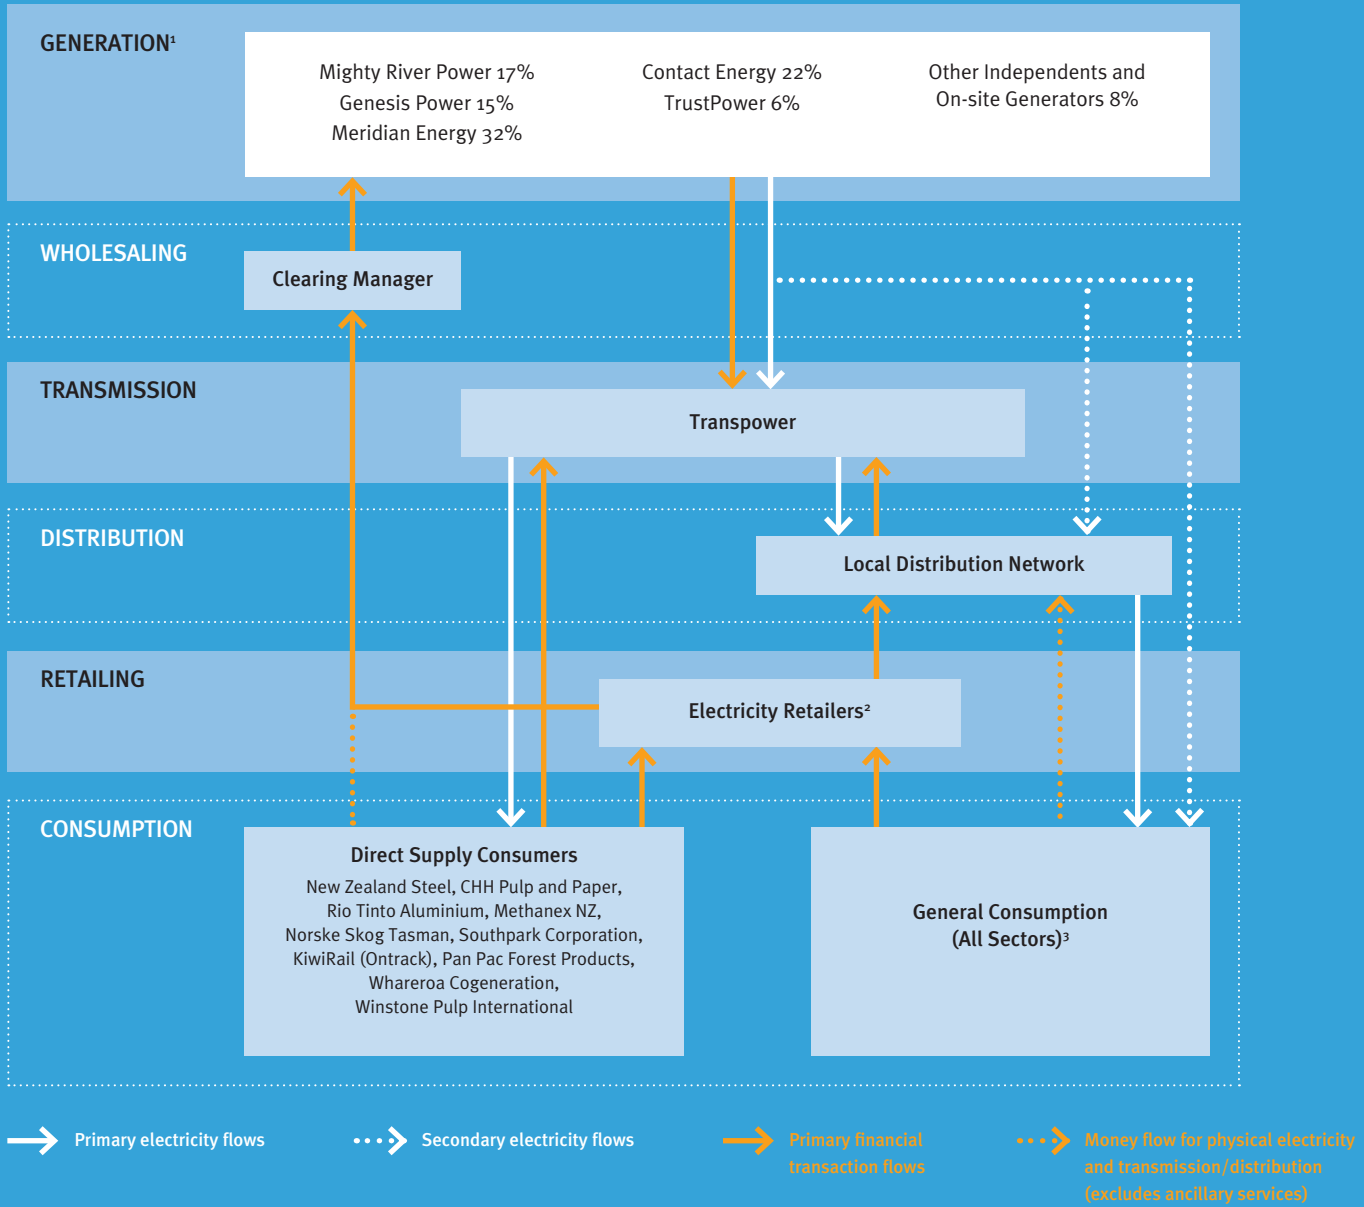 GENERATION¹
Mighty River Power 17%
Genesis Power 15%
Meridian Energy 32%
Contact Energy 22%
TrustPower 6%
Other Independents and
On-site Generators 8%
WHOLESALING
Clearing Manager
TRANSMISSION
Transpower
DISTRIBUTION
Local Distribution Network
RETAILING
Electricity Retailers²
CONSUMPTION
Direct Supply Consumers
New Zealand Steel, CHH Pulp and Paper,
Rio Tinto Aluminium, Methanex NZ,
Norske Skog Tasman, Southpark Corporation,
KiwiRail (Ontrack), Pan Pac Forest Products,
Whareroa Cogeneration,
Winstone Pulp International
General Consumption
(All Sectors)³
Primary electricity flows
Secondary electricity flows
Primary financial
transaction flows
Money flow for physical electricity
and transmission/distribution
(excludes ancillary services)